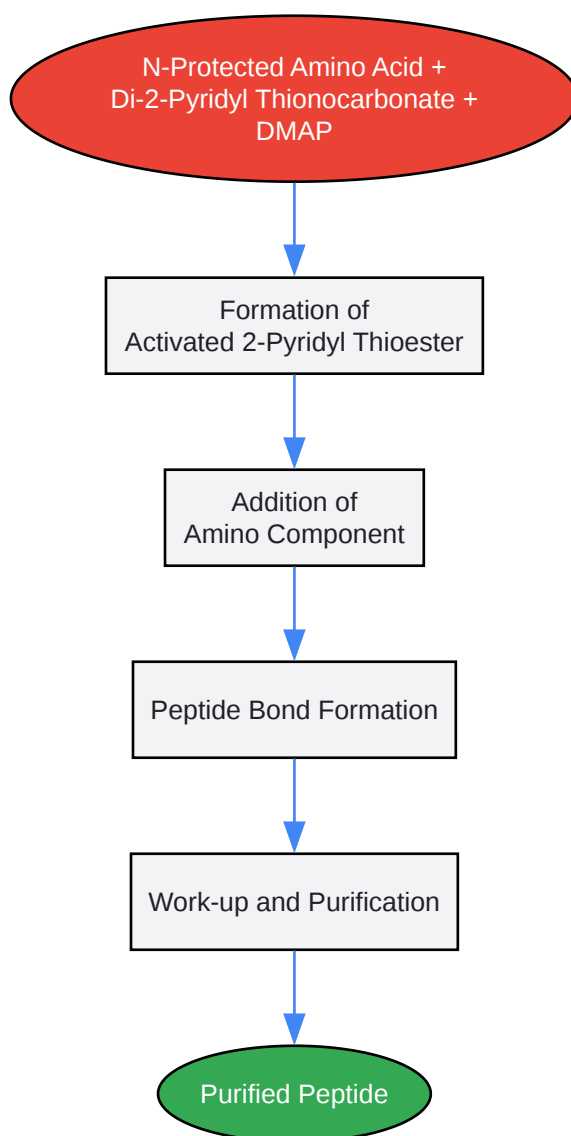 N-Protected Amino Acid +
Di-2-Pyridyl Thionocarbonate +
DMAP
Formation of
Activated 2-Pyridyl Thioester
Addition of
Amino Component
Peptide Bond Formation
Work-up and Purification
Purified Peptide